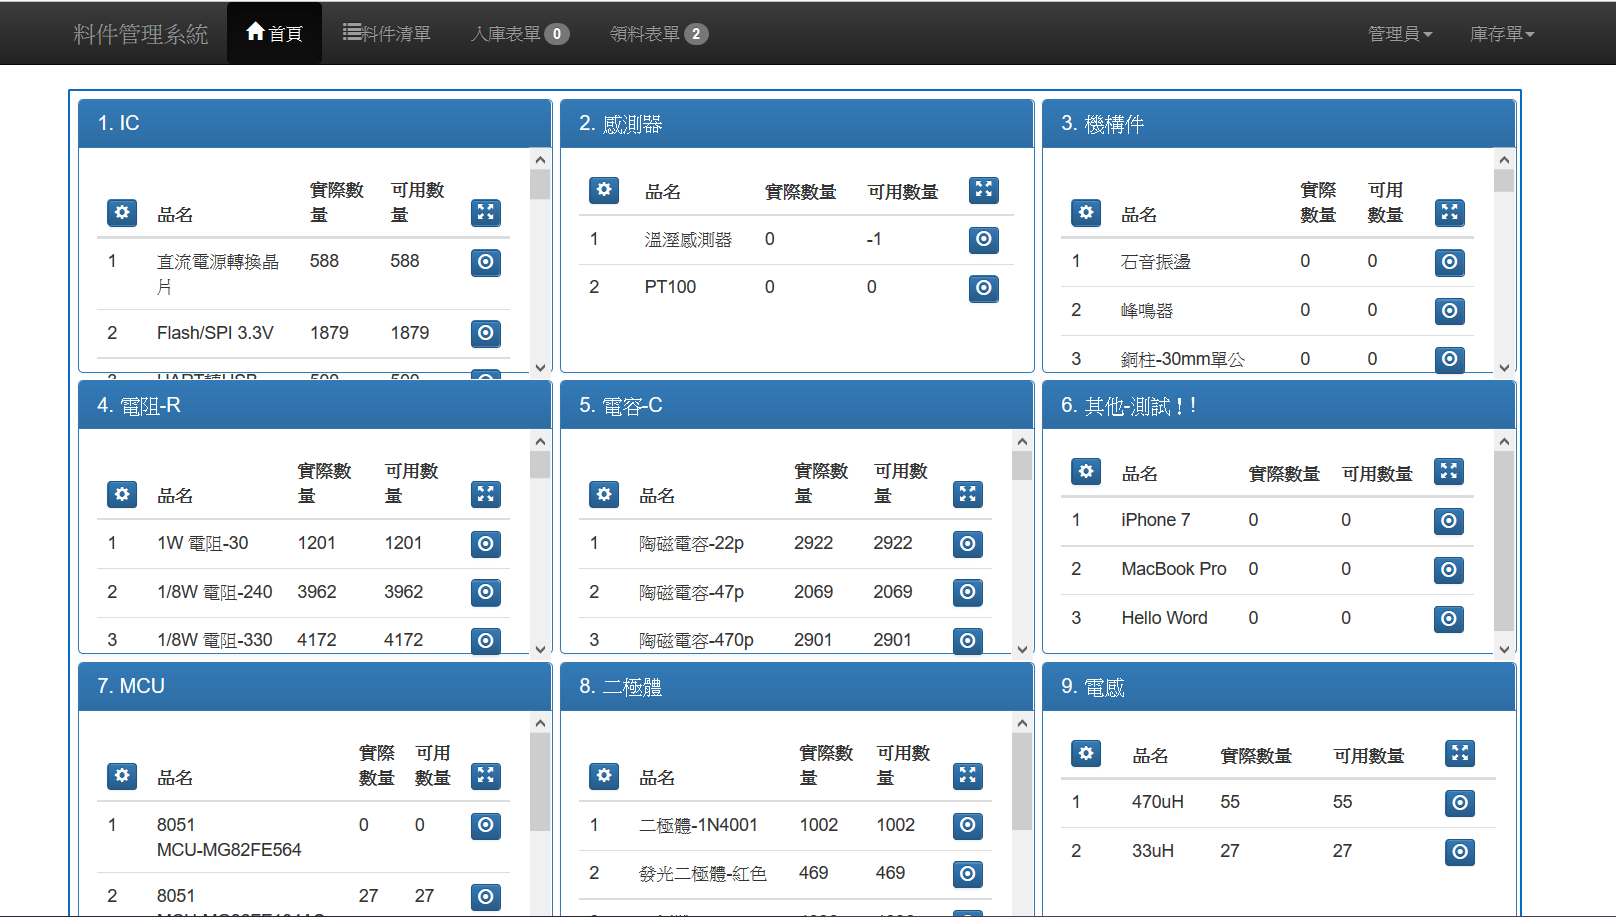 料件管理系統 首頁 料件清單 入庫表單 0 領料表單 2 管理員 庫存單
1. IC
品名 實際數量 可用數量
1 直流電源轉換晶片 588 588
2 Flash/SPI 3.3V 1879 1879
2. 感測器
品名 實際數量 可用數量
1 溫溼感測器 0 -1
2 PT100 0 0
3. 機構件
品名 實際數量 可用數量
1 石音振盪 0 0
2 峰鳴器 0 0
3 銅柱-30mm單公 0 0
4. 電阻-R
品名 實際數量 可用數量
1 1W 電阻-30 1201 1201
2 1/8W 電阻-240 3962 3962
3 1/8W 電阻-330 4172 4172
5. 電容-C
品名 實際數量 可用數量
1 陶磁電容-22p 2922 2922
2 陶磁電容-47p 2069 2069
3 陶磁電容-470p 2901 2901
6. 其他-測試！!
品名 實際數量 可用數量
1 iPhone 7 0 0
2 MacBook Pro 0 0
3 Hello Word 0 0
7. MCU
品名 實際數量 可用數量
1 8051 MCU-MG82FE564 0 0
2 8051 27 27
8. 二極體
品名 實際數量 可用數量
1 二極體-1N4001 1002 1002
2 發光二極體-紅色 469 469
9. 電感
品名 實際數量 可用數量
1 470uH 55 55
2 33uH 27 27